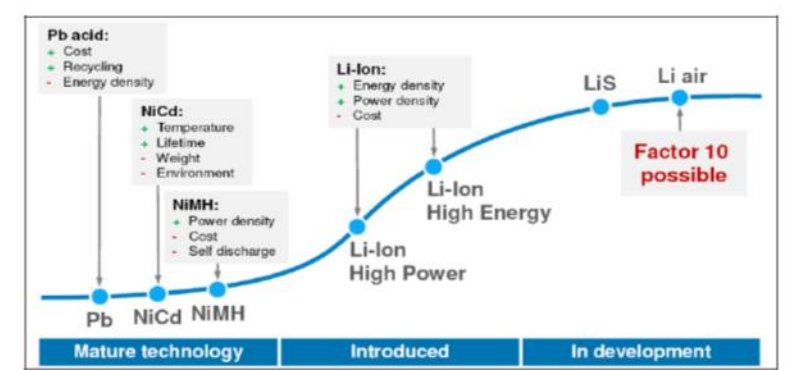 Pb acid:
+ Cost
+ Recycling
- Energy density
NiCd:
+ Temperature
+ Lifetime
- Weight
- Environment
NiMH:
+ Power density
- Cost
- Self discharge
Li-Ion:
+ Energy density
+ Power density
- Cost
LiS
Li air
Factor 10
possible
Li-Ion
High Energy
Li-Ion
High Power
Pb
NiCd
NiMH
Mature technology
Introduced
In development